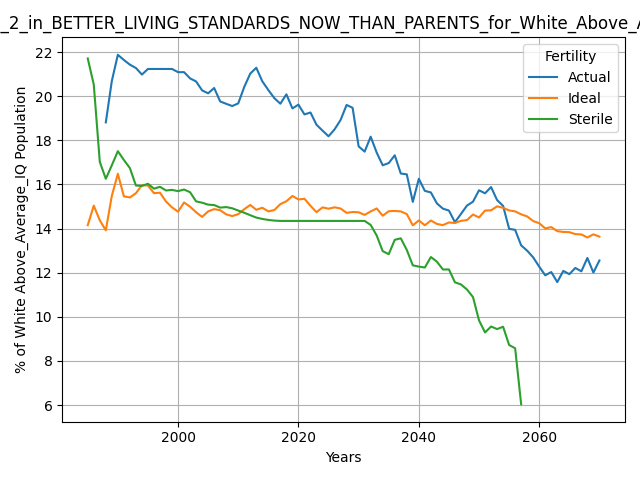 _2_in_BETTER_LIVING_STANDARDS_NOW_THAN_PARENTS_for_White_Above_A
22
20
18
16
14
12
10
8
6
% of White Above_Average_IQ Population
Fertility
Actual
Ideal
Sterile
2000
2020
2040
2060
Years